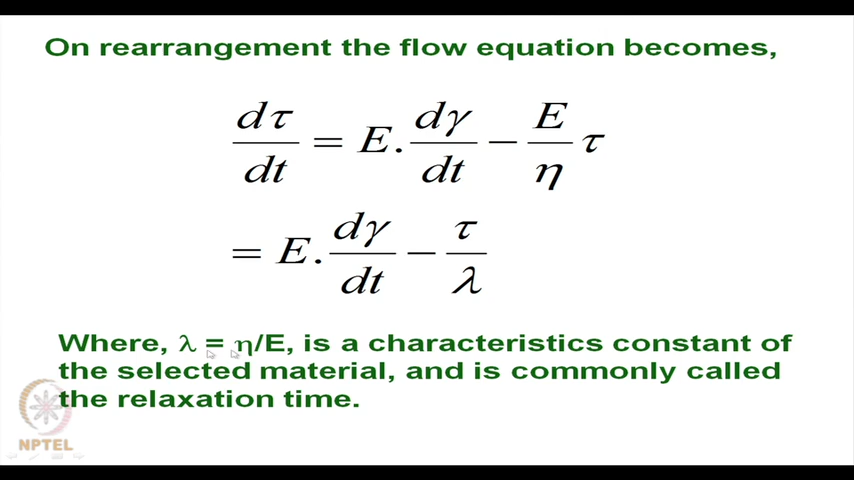 On rearrangement the flow equation becomes,
dτ/dt = E. dγ/dt − E/η τ
= E. dγ/dt − τ/λ
Where, λ = η/E, is a characteristics constant of
the selected material, and is commonly called
the relaxation time.
NPTEL